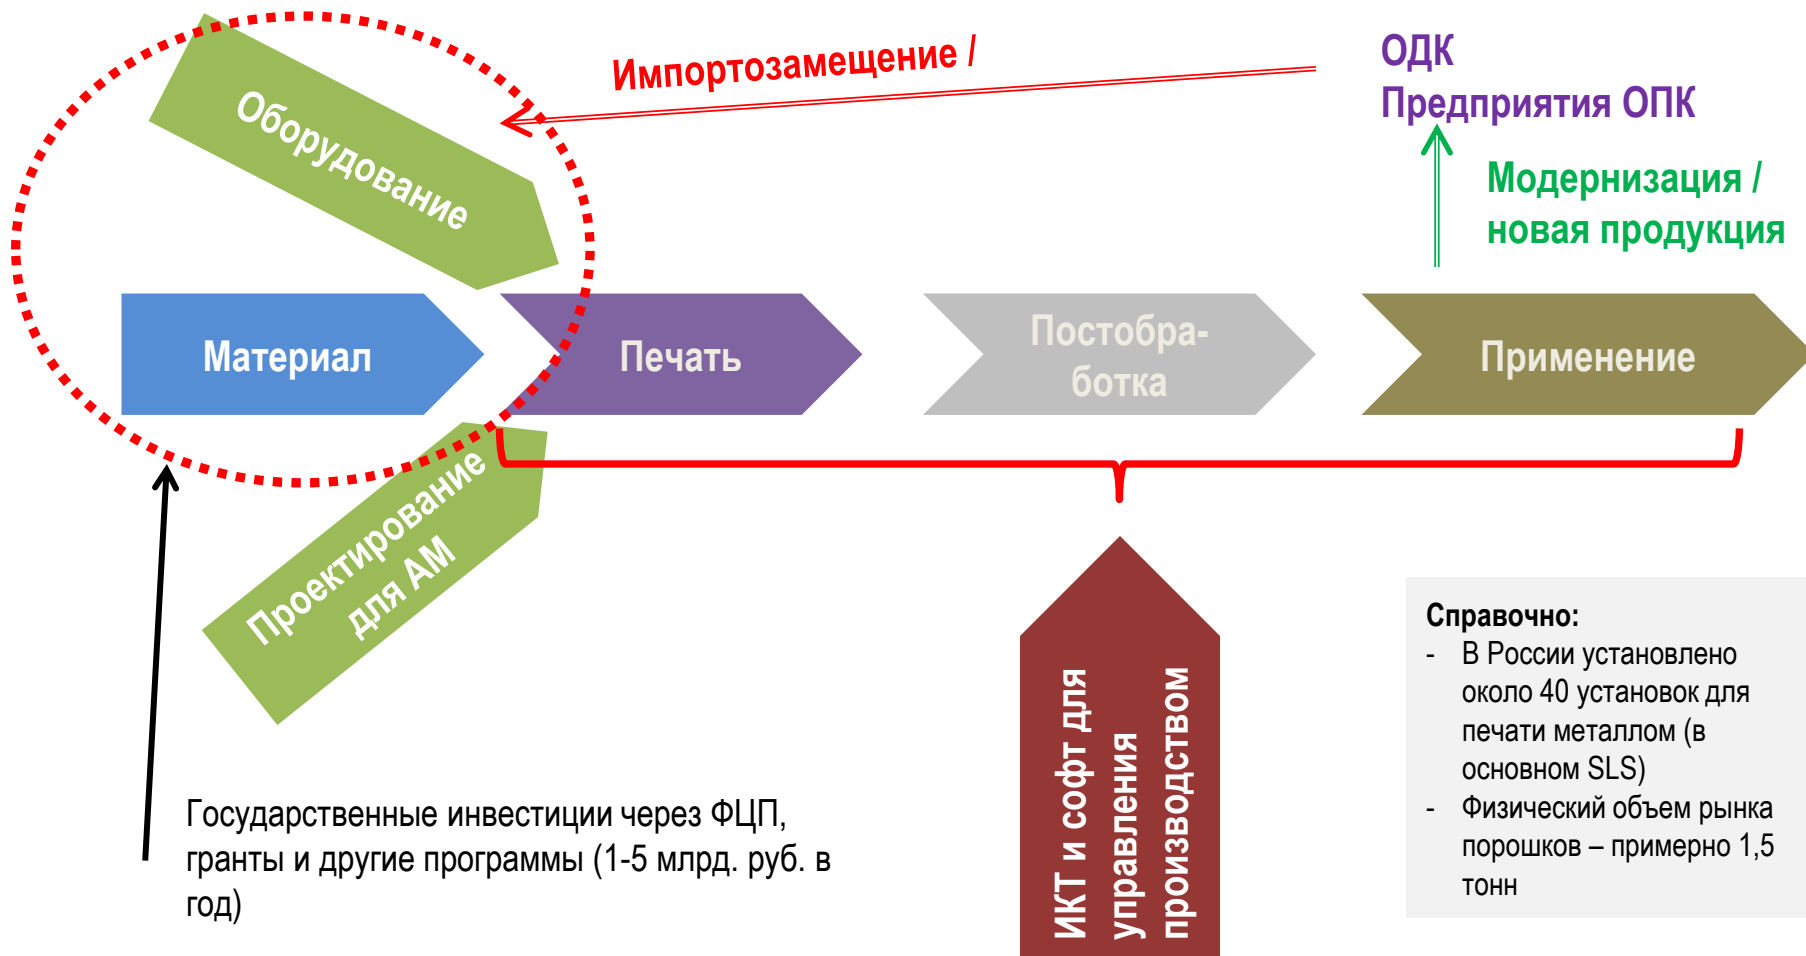 Импортозамещение /
ОДК
Предприятия ОПК
Модернизация /
новая продукция
Оборудование
Материал
Печать
Постобра-
ботка
Применение
Проектирование
для АМ
ИКТ и софт для
управления
производством
Государственные инвестиции через ФЦП,
гранты и другие программы (1-5 млрд. руб. в
год)
Справочно:
- В России установлено
около 40 установок для
печати металлом (в
основном SLS)
- Физический объем рынка
порошков – примерно 1,5
тонн